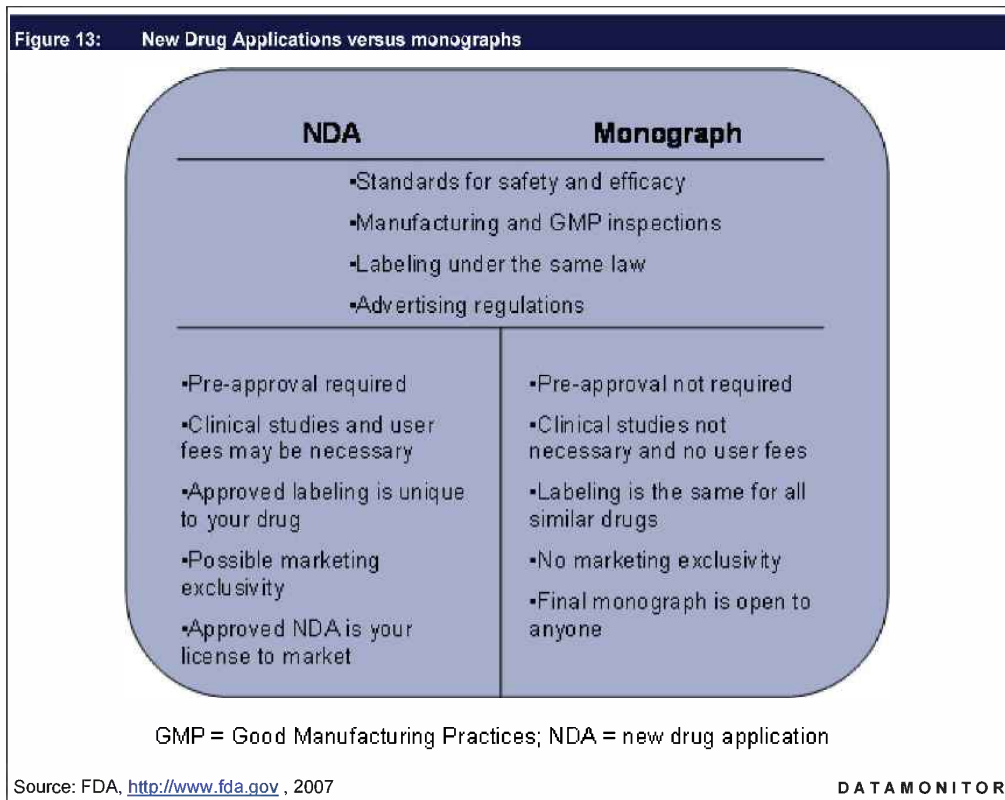 Figure 13: New Drug Applications versus monographs
NDA
Monograph
▪Standards for safety and efficacy
▪Manufacturing and GMP inspections
▪Labeling under the same law
▪Advertising regulations
▪Pre-approval required
▪Clinical studies and user
fees may be necessary
▪Approved labeling is unique
to your drug
▪Possible marketing
exclusivity
▪Approved NDA is your
license to market
▪Pre-approval not required
▪Clinical studies not
necessary and no user fees
▪Labeling is the same for all
similar drugs
▪No marketing exclusivity
▪Final monograph is open to
anyone
GMP = Good Manufacturing Practices; NDA = new drug application
Source: FDA, http://www.fda.gov , 2007
DATAMONITOR